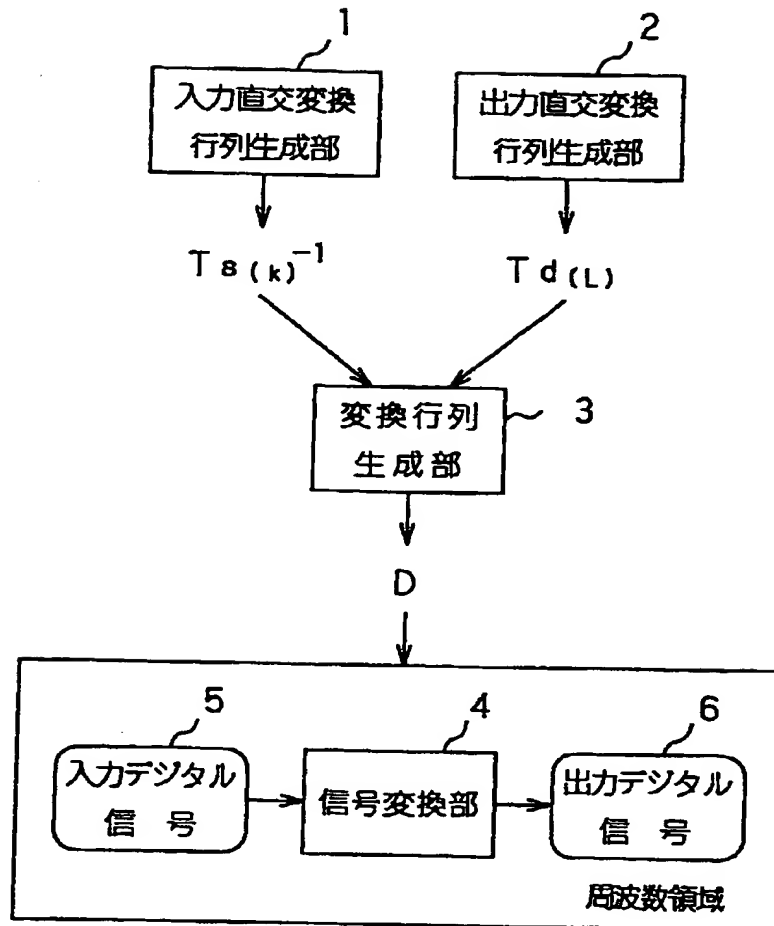 1
2
入力直交変換
行列生成部
出力直交変換
行列生成部
Ts(k)-1
Td(L)
変換行列
生成部
3
D
5
4
6
入力デジタル
信号
信号変換部
出力デジタル
信号
周波数領域